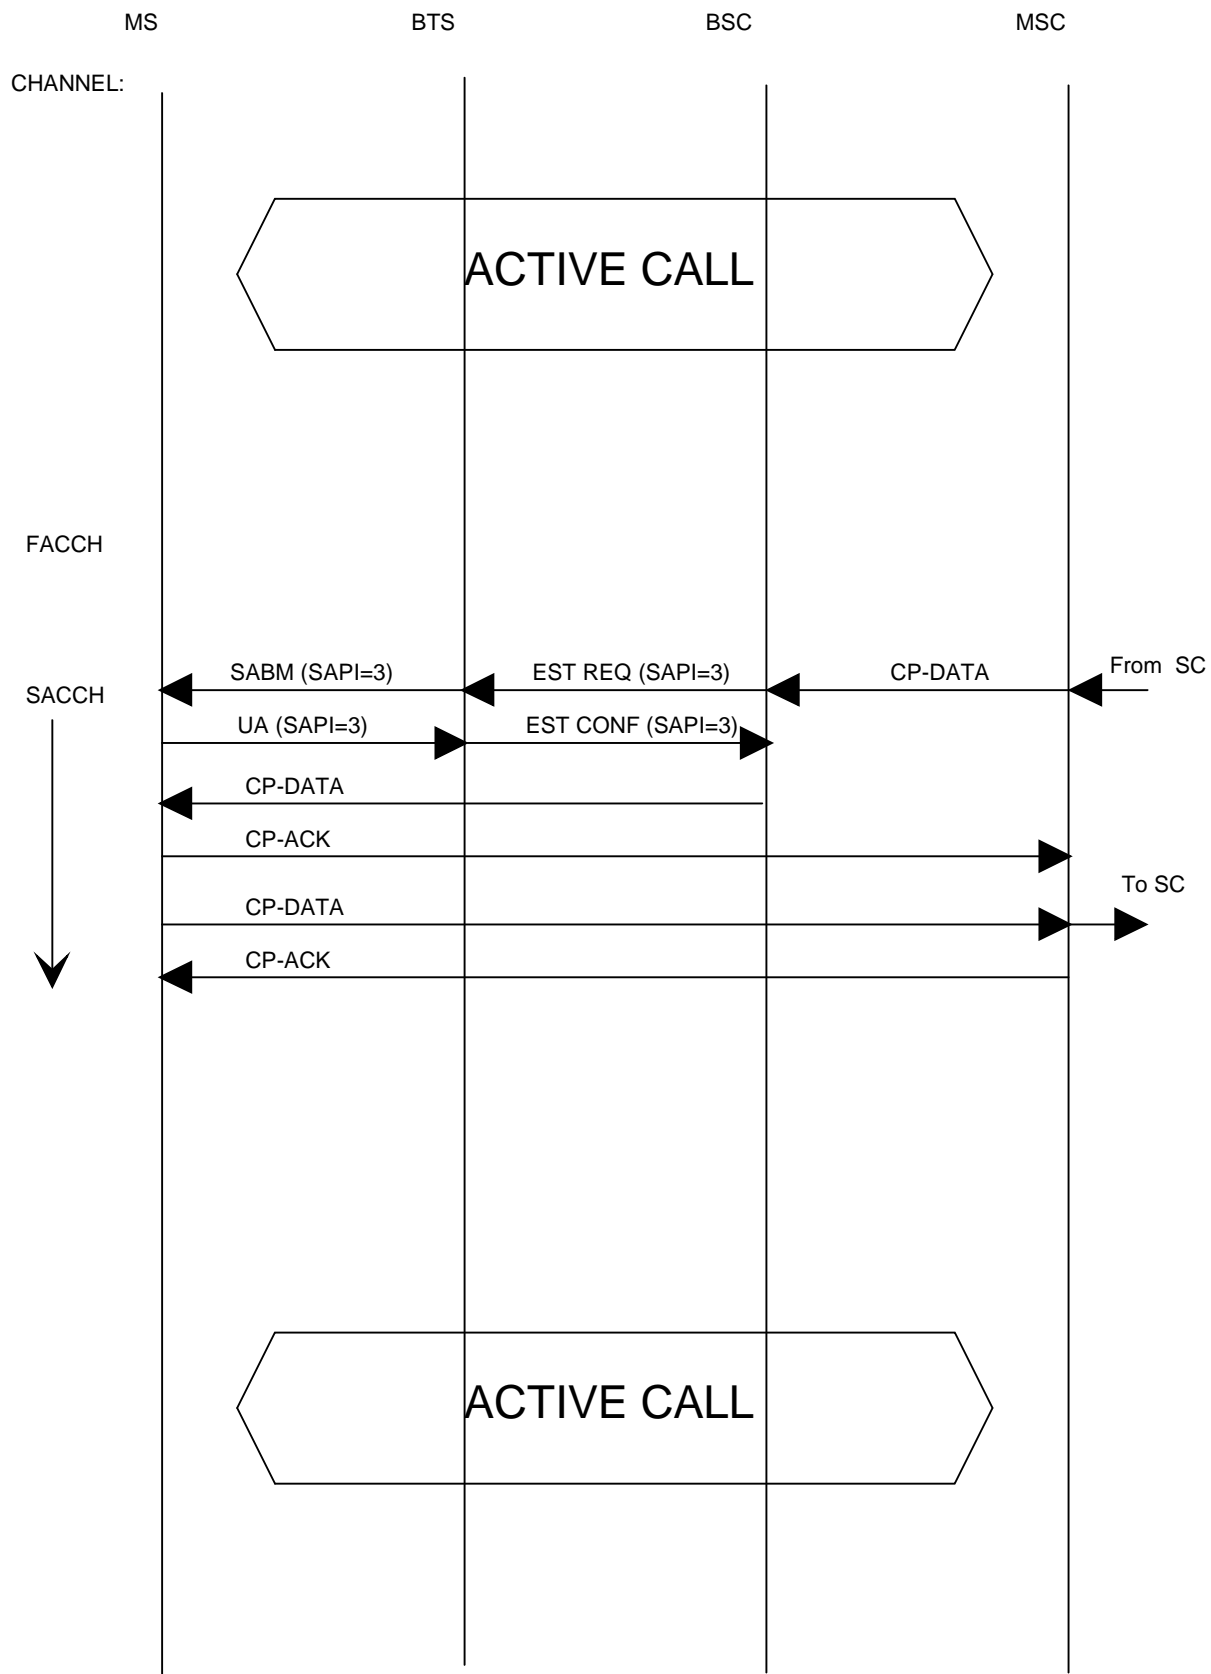 MS BTS BSC MSC
CHANNEL:
ACTIVE CALL
FACCH
SACCH
SABM (SAPI=3) EST REQ (SAPI=3) CP-DATA From SC
UA (SAPI=3) EST CONF (SAPI=3)
CP-DATA
CP-ACK
To SC
CP-DATA
CP-ACK
ACTIVE CALL